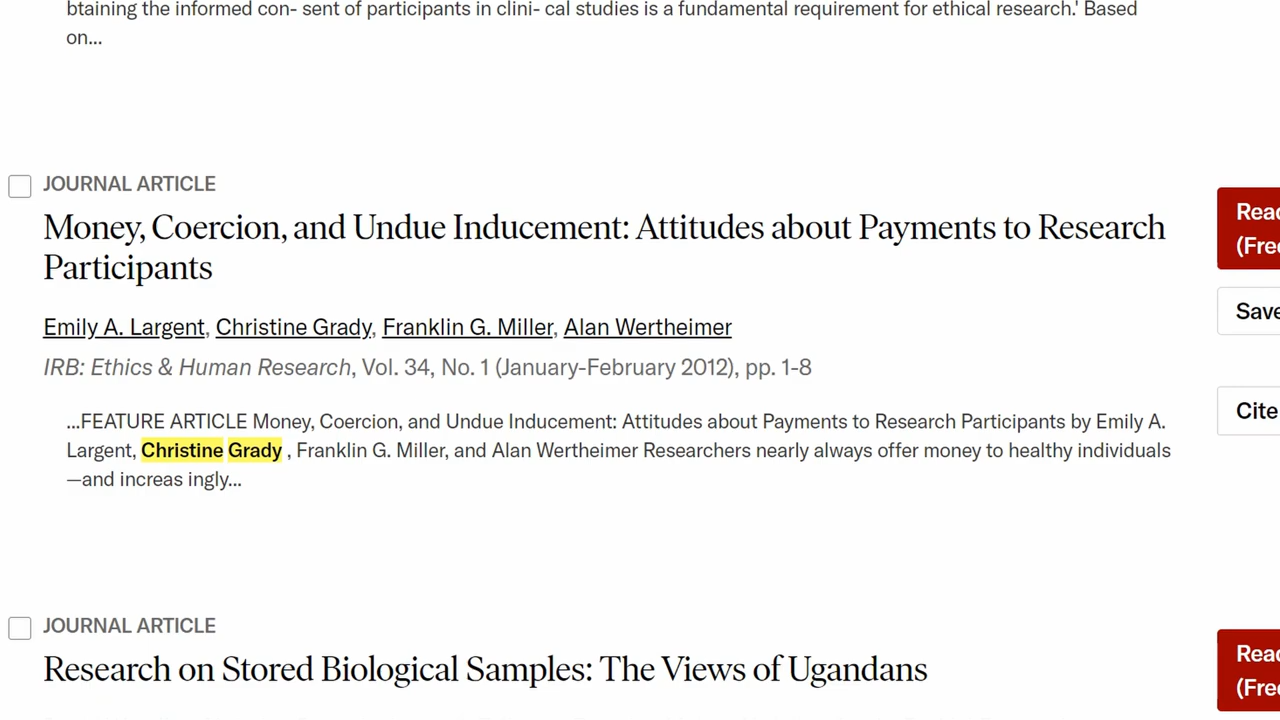 btaining the informed con- sent of participants in clini- cal studies is a fundamental requirement for ethical research.' Based
on...
JOURNAL ARTICLE
Money, Coercion, and Undue Inducement: Attitudes about Payments to Research
Participants
Emily A. Largent, Christine Grady, Franklin G. Miller, Alan Wertheimer
IRB: Ethics & Human Research, Vol. 34, No. 1 (January-February 2012), pp. 1-8
...FEATURE ARTICLE Money, Coercion, and Undue Inducement: Attitudes about Payments to Research Participants by Emily A.
Largent, Christine Grady , Franklin G. Miller, and Alan Wertheimer Researchers nearly always offer money to healthy individuals
—and increas ingly...
Read
(Free
Save
Cite
JOURNAL ARTICLE
Research on Stored Biological Samples: The Views of Ugandans
Read
(Free